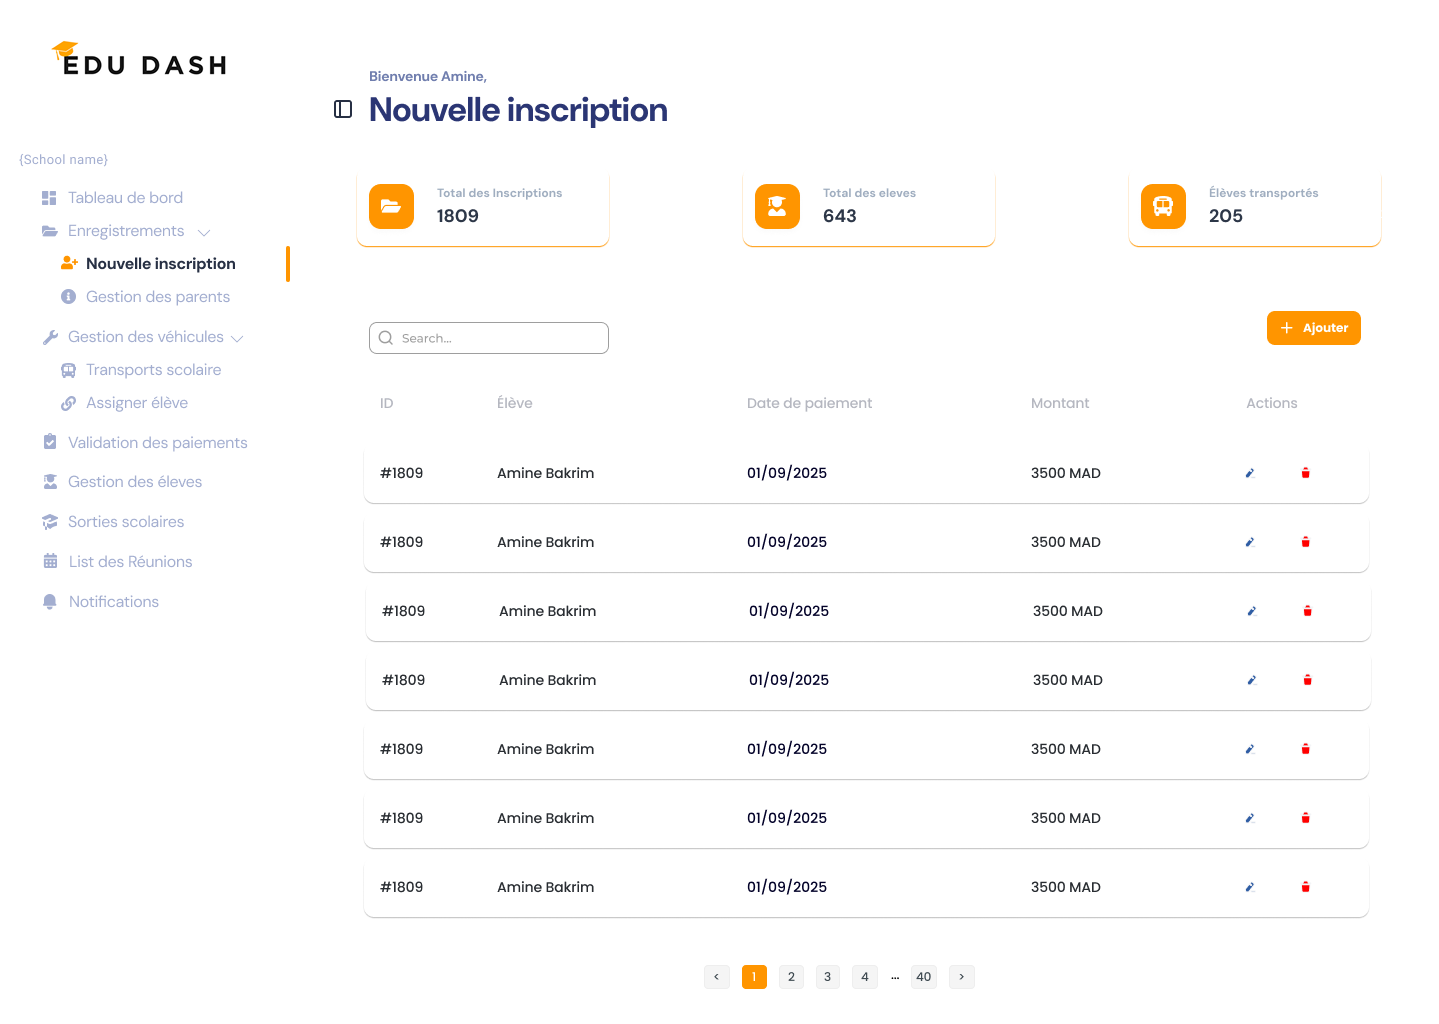 EDU DASH
{School name}
Tableau de bord
Enregistrements
Nouvelle inscription
Gestion des parents
Gestion des véhicules
Transports scolaire
Assigner élève
Validation des paiements
Gestion des éleves
Sorties scolaires
List des Réunions
Notifications
Bienvenue Amine,
Nouvelle inscription
Total des Inscriptions
1809
Total des eleves
643
Élèves transportés
205
Search...
+ Ajouter
ID Élève Date de paiement Montant Actions
#1809 Amine Bakrim 01/09/2025 3500 MAD
#1809 Amine Bakrim 01/09/2025 3500 MAD
#1809 Amine Bakrim 01/09/2025 3500 MAD
#1809 Amine Bakrim 01/09/2025 3500 MAD
#1809 Amine Bakrim 01/09/2025 3500 MAD
#1809 Amine Bakrim 01/09/2025 3500 MAD
#1809 Amine Bakrim 01/09/2025 3500 MAD
< 1 2 3 4 ... 40 >